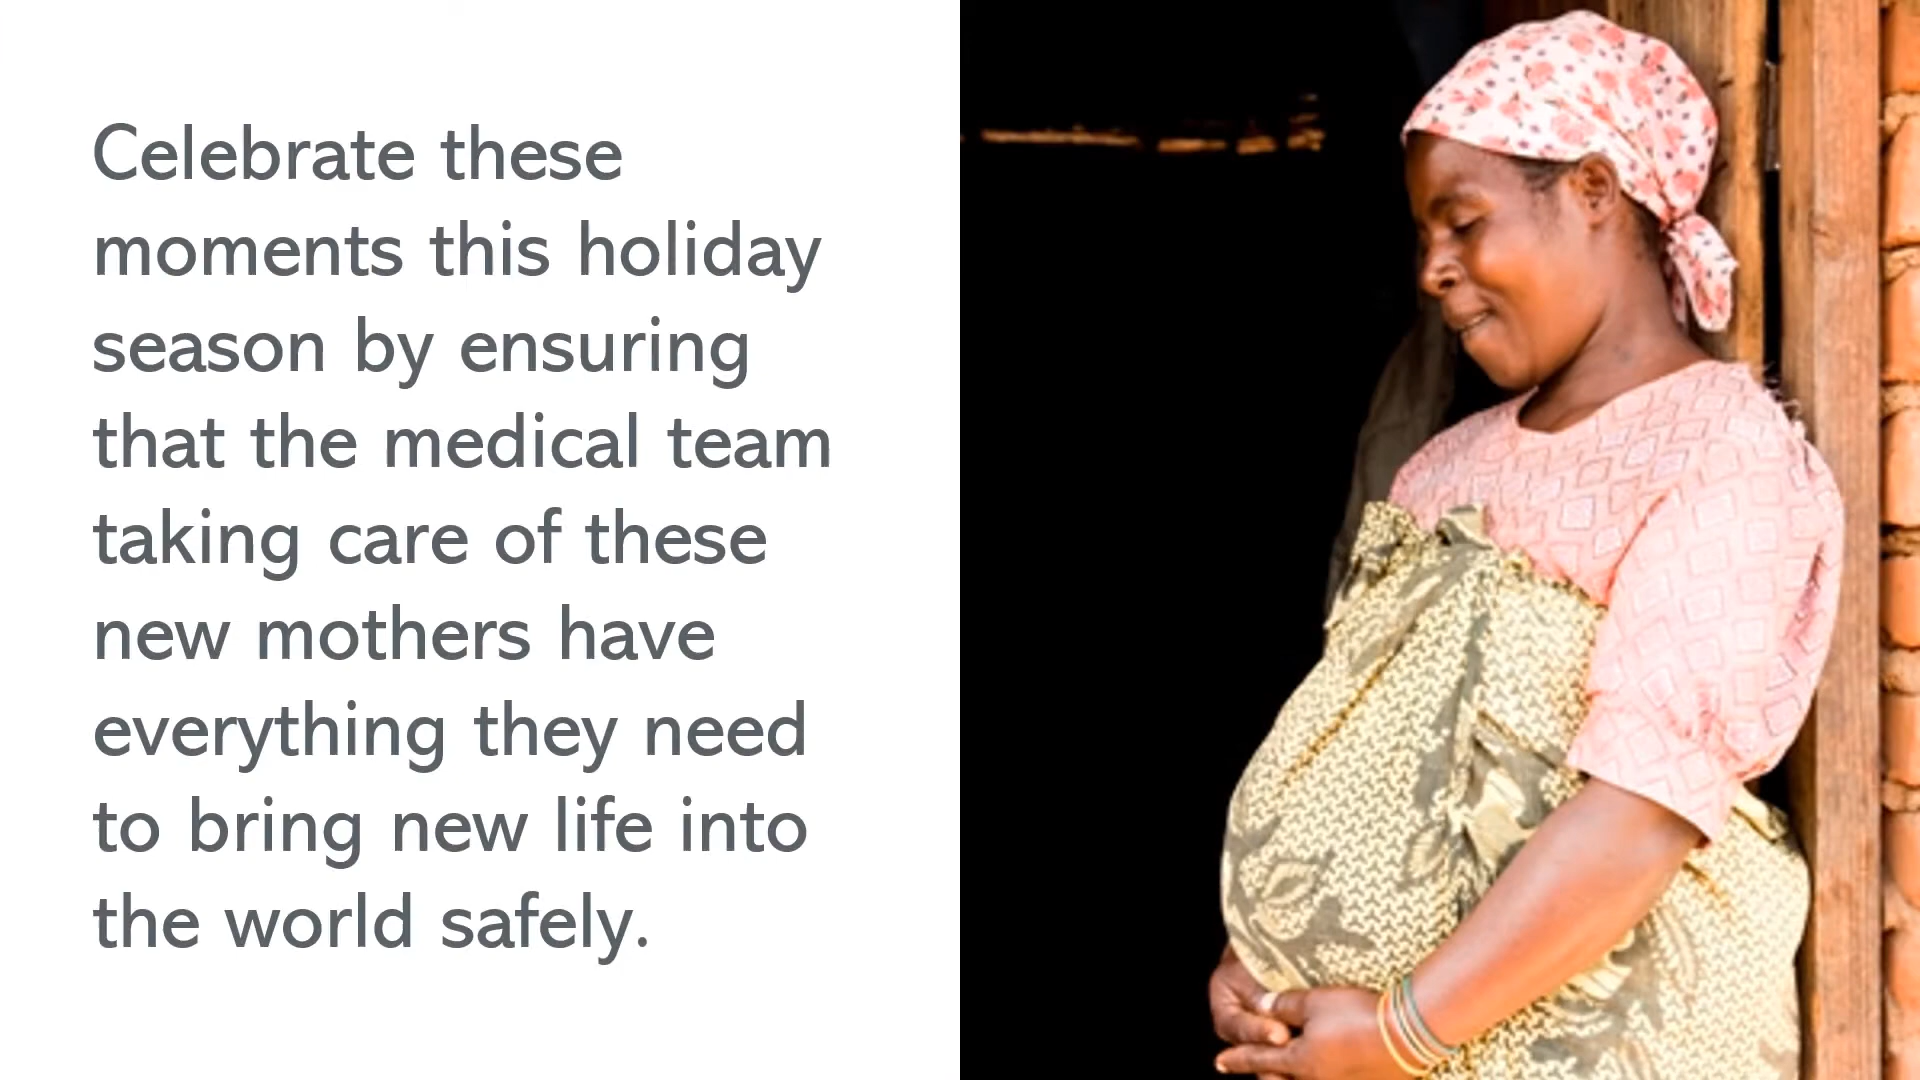 Celebrate these
moments this holiday
season by ensuring
that the medical team
taking care of these
new mothers have
everything they need
to bring new life into
the world safely.